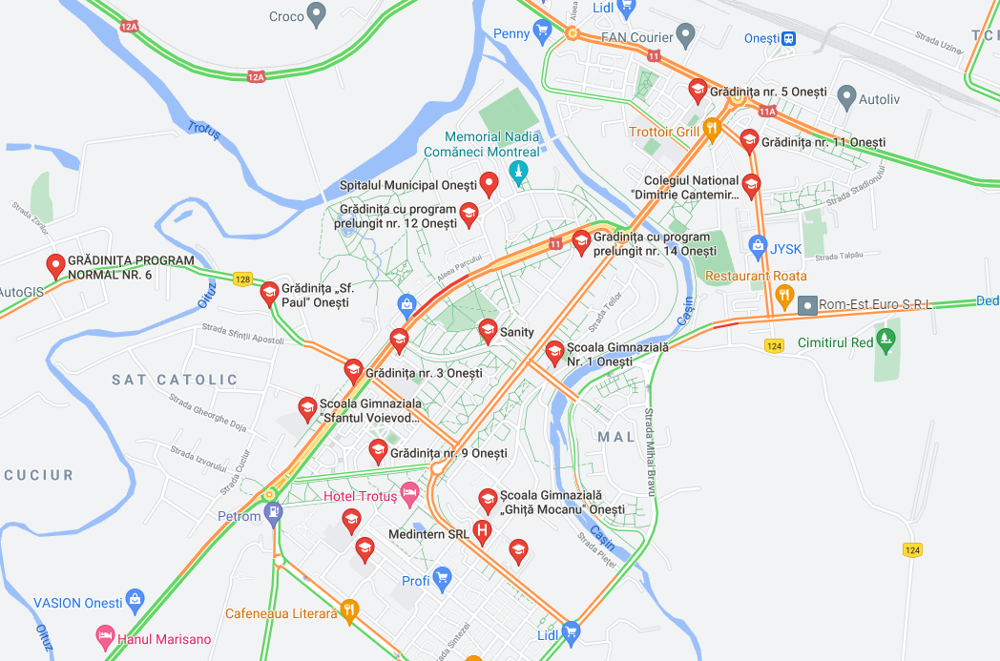 Croco
12A
12A
Lidl
Penny
FAN Courier
11
Onești
Strada Uzinei
Aleea
Grădinița nr. 5 Onești
Autoliv
11A
Trottoir Grill
Grădinița nr. 11 Onești
Trotuș
Memorial Nadia
Comăneci Montreal
Spitalul Municipal Onești
Colegiul National
"Dimitrie Cantemir...
Strada Stadionului
Grădinița cu program
prelungit nr. 12 Onești
Strada Zorilor
11
Gradinița cu program
prelungit nr. 14 Onești
JYSK
Strada Talpău
GRĂDINIȚA PROGRAM
NORMAL NR. 6
Aleea Parcului
Restaurant Roata
AutoGIS
128
Oituz
Grădinița „Sf.
Paul" Onești
Strada Teilor
Cașin
Rom-Est Euro S.R.L.
Ded
Strada Sfinții Apostoli
Sanity
Școala Gimnazială
Nr. 1 Onești
124
Cimitirul Red
SAT CATOLIC
Grădinița nr. 3 Onești
Scoala Gimnaziala
"Sfantul Voievod...
Strada Gheorghe Doja
MAL
Strada Mihai Bravu
CUCIUR
Strada Izvorului
Strada Cuciur
Grădinița nr. 9 Onești
Hotel Trotuș
Școala Gimnazială
„Ghiță Mocanu" Onești
Petrom
Medintern SRL
H
Cașin
Strada Pieței
124
Profi
VASION Onesti
Cafeneaua Literară
Oituz
Hanul Marisano
Strada Sintezei
Lidl